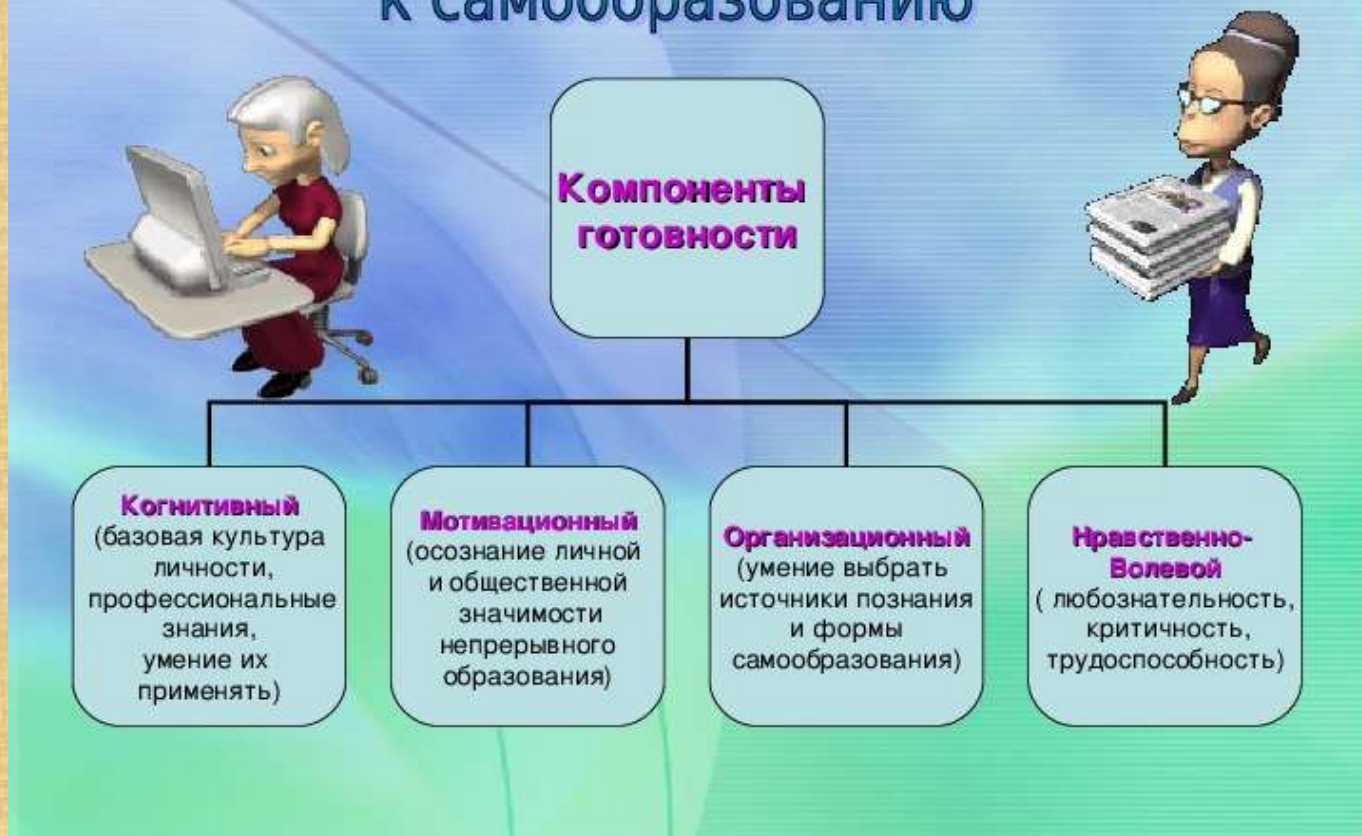 к самообразованию
Компоненты
готовности
Когнитивный
(базовая культура
личности,
профессиональные
знания,
умение их
применять)
Мотивационный
(осознание личной
и общественной
значимости
непрерывного
образования)
Организационный
(умение выбрать
источники познания
и формы
самообразования)
Нравственно-
Волевой
( любознательность,
критичность,
трудоспособность)